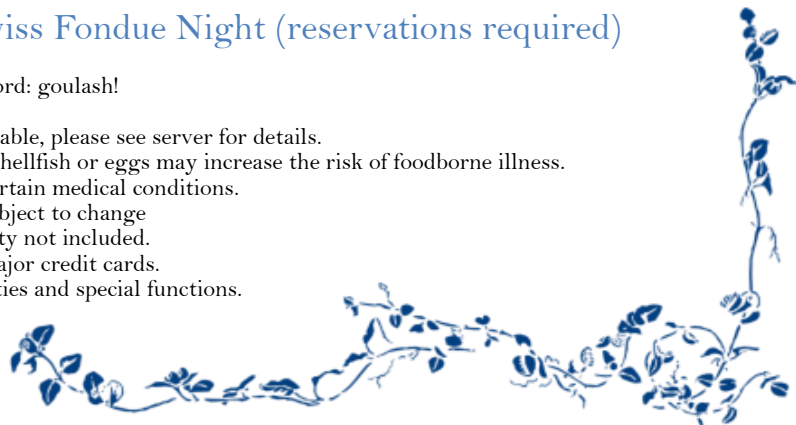 wiss Fondue Night (reservations required)
ord: goulash!
able, please see server for details.
hellfish or eggs may increase the risk of foodborne illness.
rtain medical conditions.
bject to change
ty not included.
ajor credit cards.
ties and special functions.